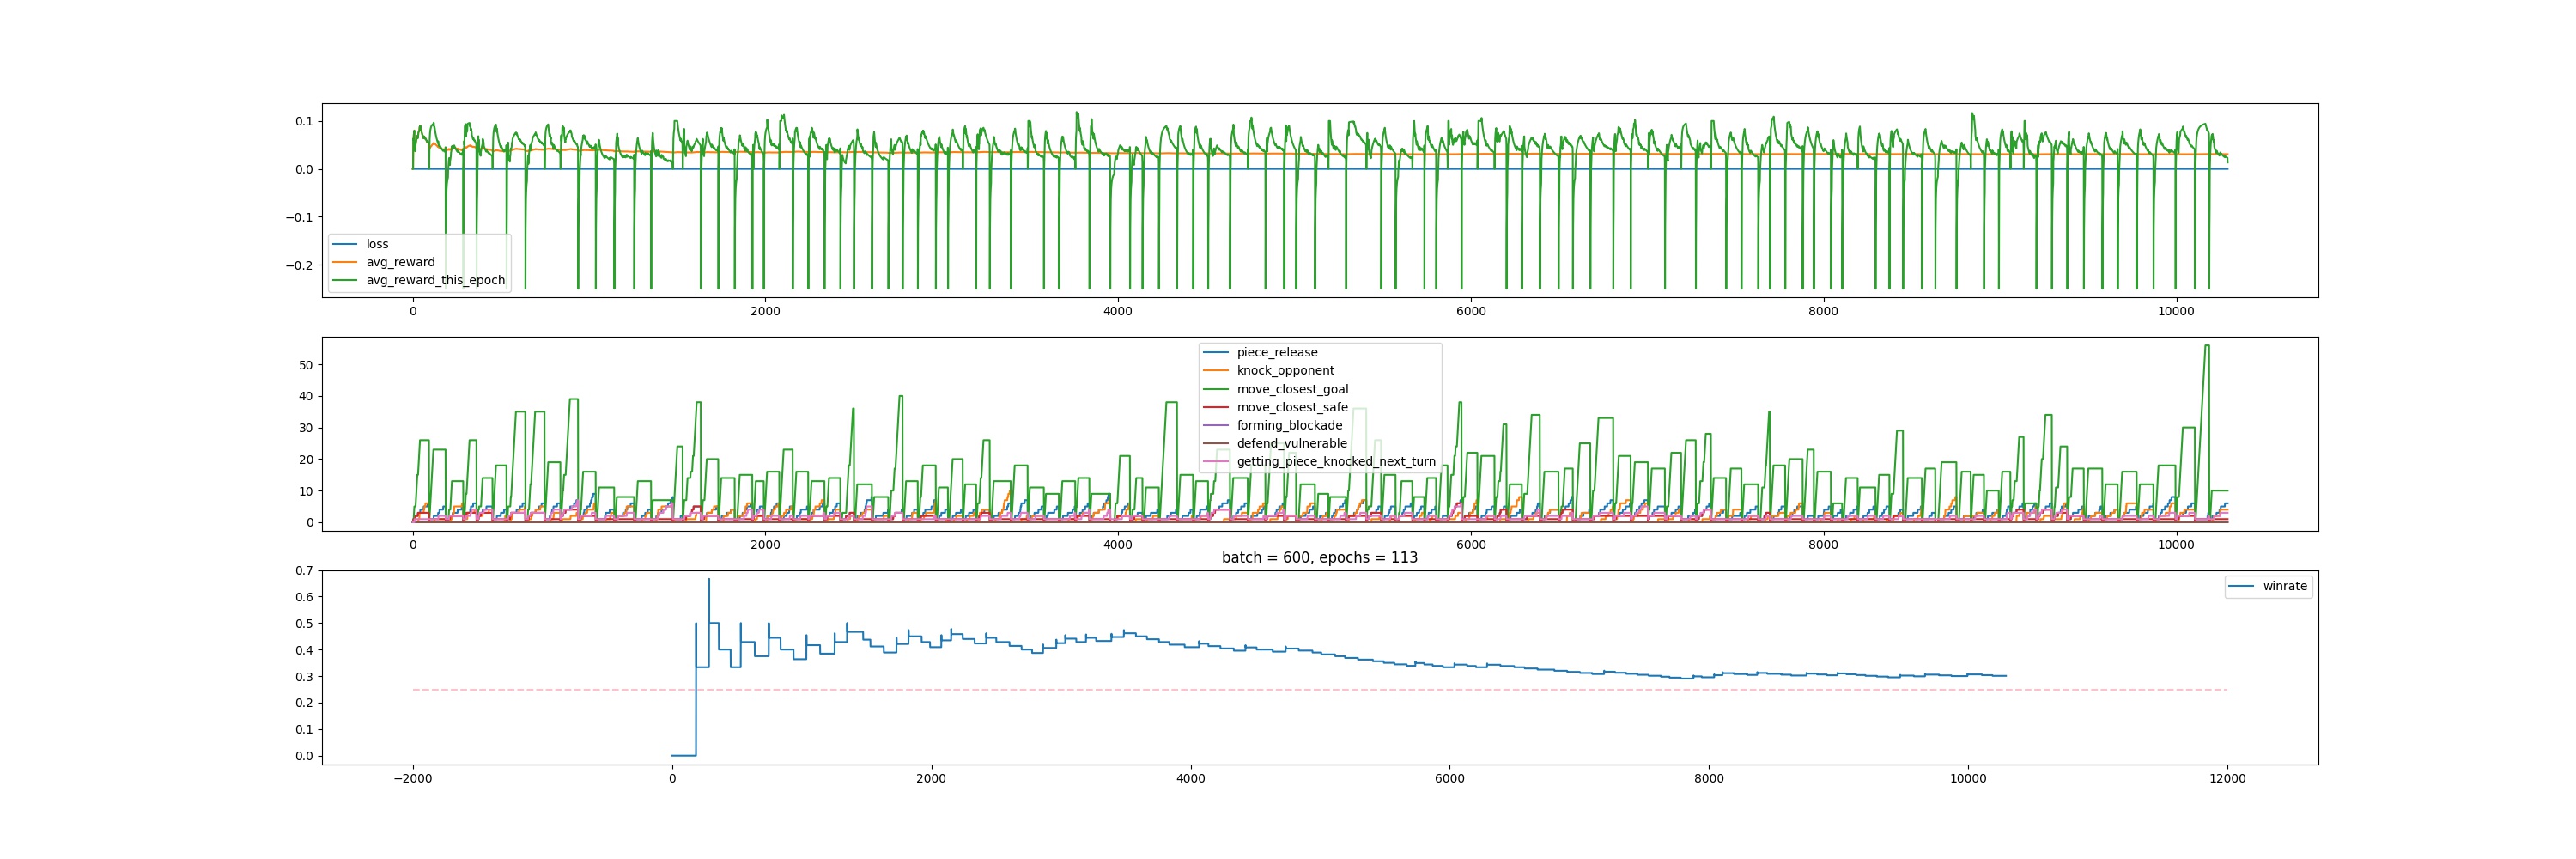 0.1
0.0
−0.1
−0.2
loss
avg_reward
avg_reward_this_epoch
0 2000 4000 6000 8000 10000
50
40
30
20
10
0
piece_release
knock_opponent
move_closest_goal
move_closest_safe
forming_blockade
defend_vulnerable
getting_piece_knocked_next_turn
0 2000 4000 6000 8000 10000
batch = 600, epochs = 113
0.7
0.6
0.5
0.4
0.3
0.2
0.1
0.0
winrate
−2000 0 2000 4000 6000 8000 10000 12000